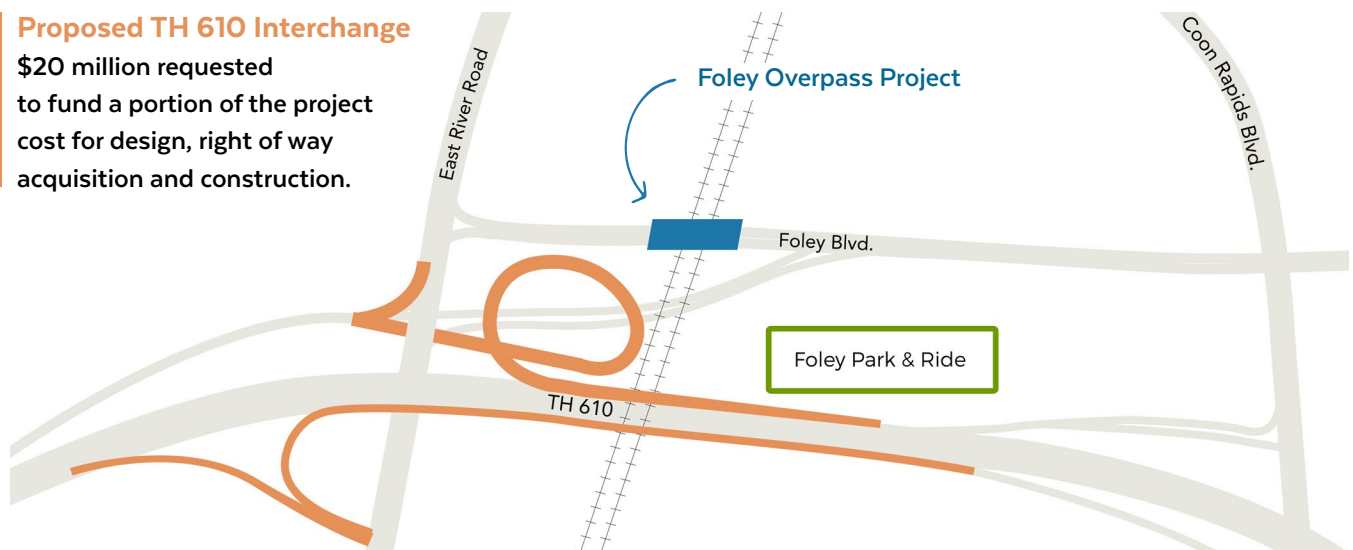 Proposed TH 610 Interchange
$20 million requested
to fund a portion of the project
cost for design, right of way
acquisition and construction.
East River Road
Foley Overpass Project
Coon Rapids Blvd.
Foley Blvd.
Foley Park & Ride
TH 610